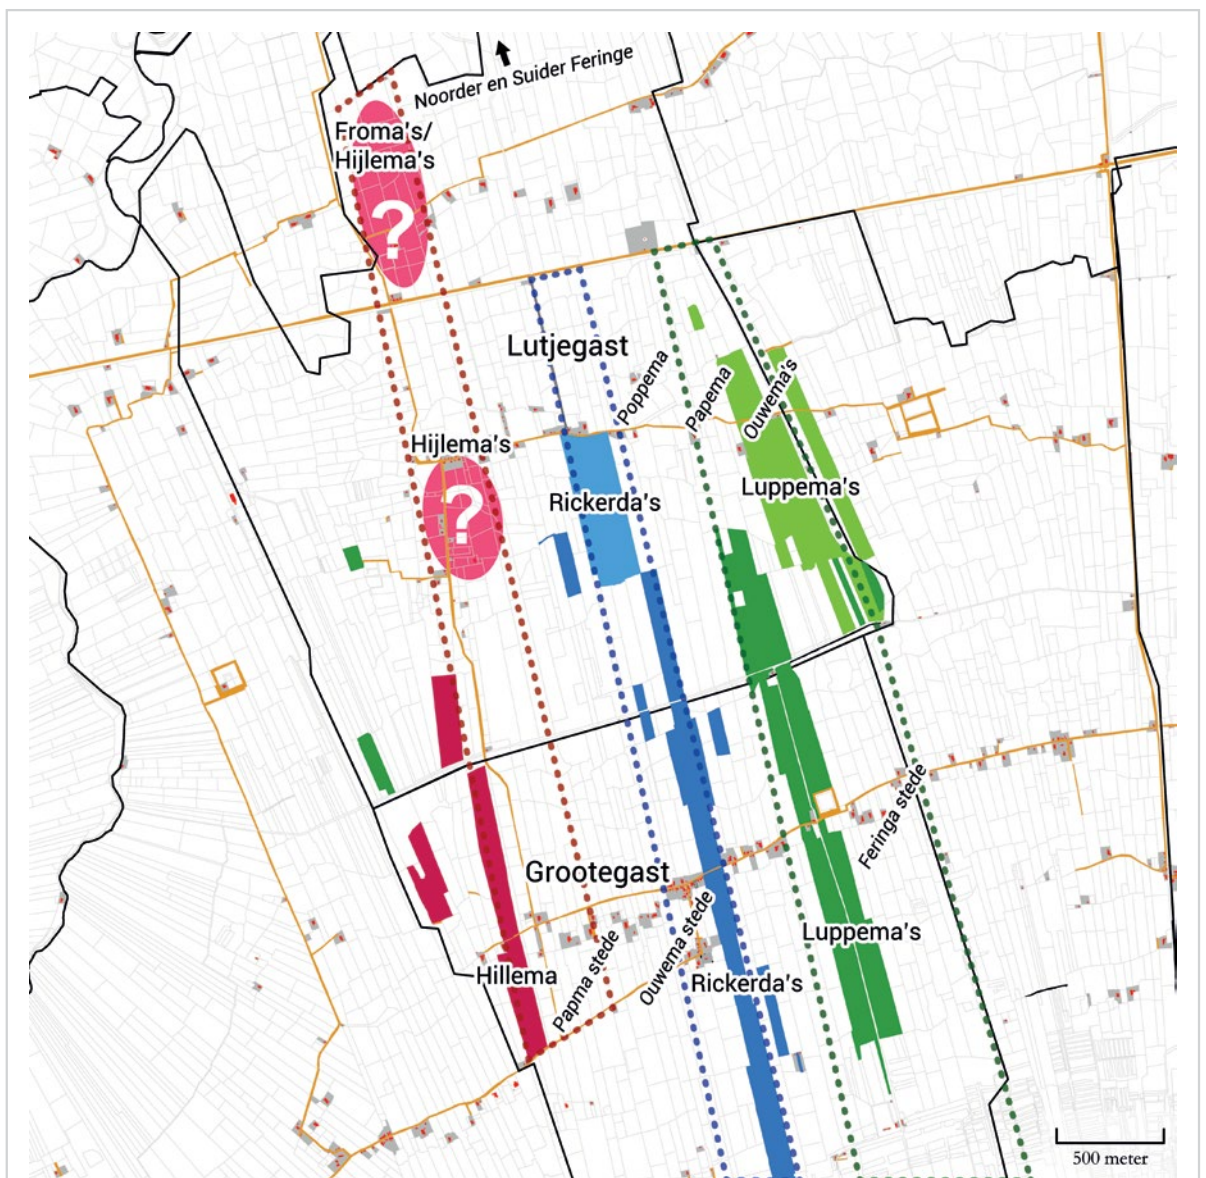 Noorder en Suider Feringe
Froma's/
Hijlema's
?
Lutjegast
Poppema
Papema
Ouwema's
Hijlema's
?
Rickerda's
Luppema's
Grootegast
Feringa stede
Hillema
Papma stede
Ouwema stede
Rickerda's
Luppema's
500 meter